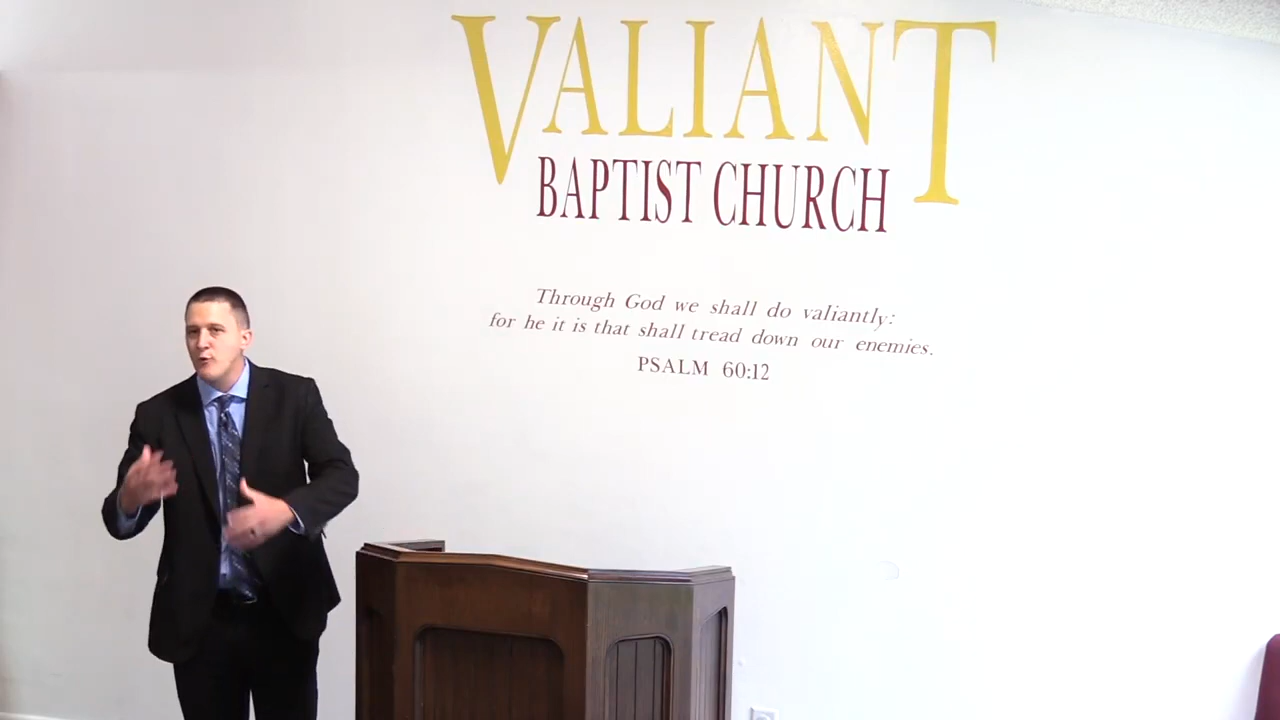 VALIANT
BAPTIST CHURCH
Through God we shall do valiantly:
for he it is that shall tread down our enemies.
PSALM 60:12